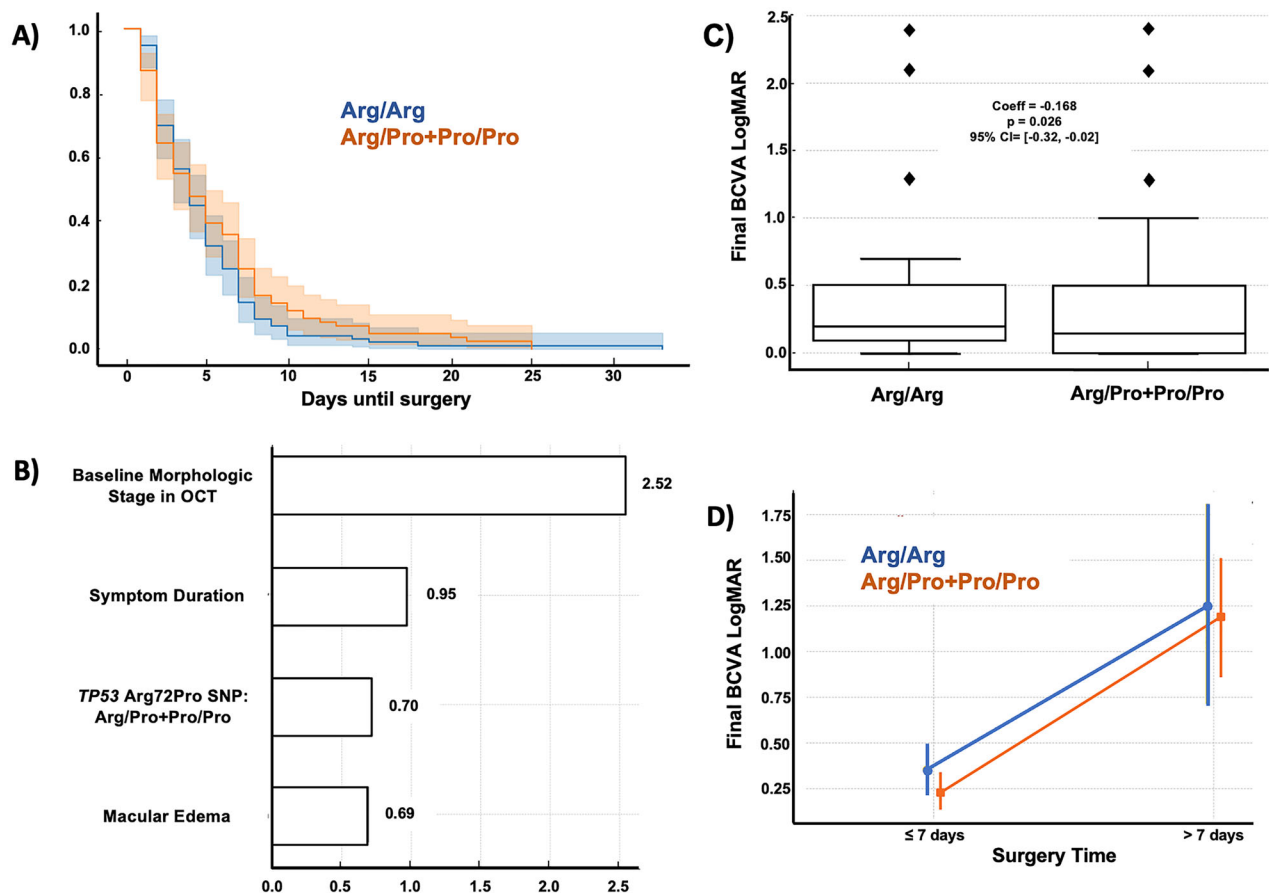 A)
1.0
0.8
0.6
0.4
0.2
0.0
Arg/Arg
Arg/Pro+Pro/Pro
0 5 10 15 20 25 30
Days until surgery
C)
Final BCVA LogMAR
2.5
2.0
1.5
1.0
0.5
0.0
Coeff = -0.168
p = 0.026
95% CI= [-0.32, -0.02]
Arg/Arg Arg/Pro+Pro/Pro
B)
Baseline Morphologic
Stage in OCT
2.52
Symptom Duration
0.95
TP53 Arg72Pro SNP:
Arg/Pro+Pro/Pro
0.70
Macular Edema
0.69
0.0 0.5 1.0 1.5 2.0 2.5
D)
Final BCVA LogMAR
1.75
1.50
1.25
1.00
0.75
0.50
0.25
Arg/Arg
Arg/Pro+Pro/Pro
≤ 7 days > 7 days
Surgery Time